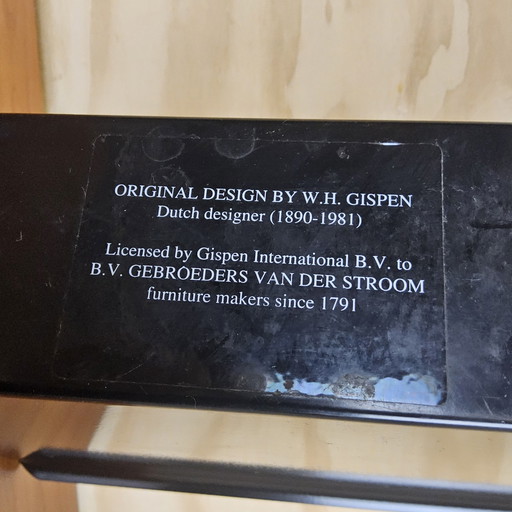 ORIGINAL DESIGN BY W.H. GISPEN
Dutch designer (1890-1981)
Licensed by Gispen International B.V. to
B.V. GEBROEDERS VAN DER STROOM
furniture makers since 1791